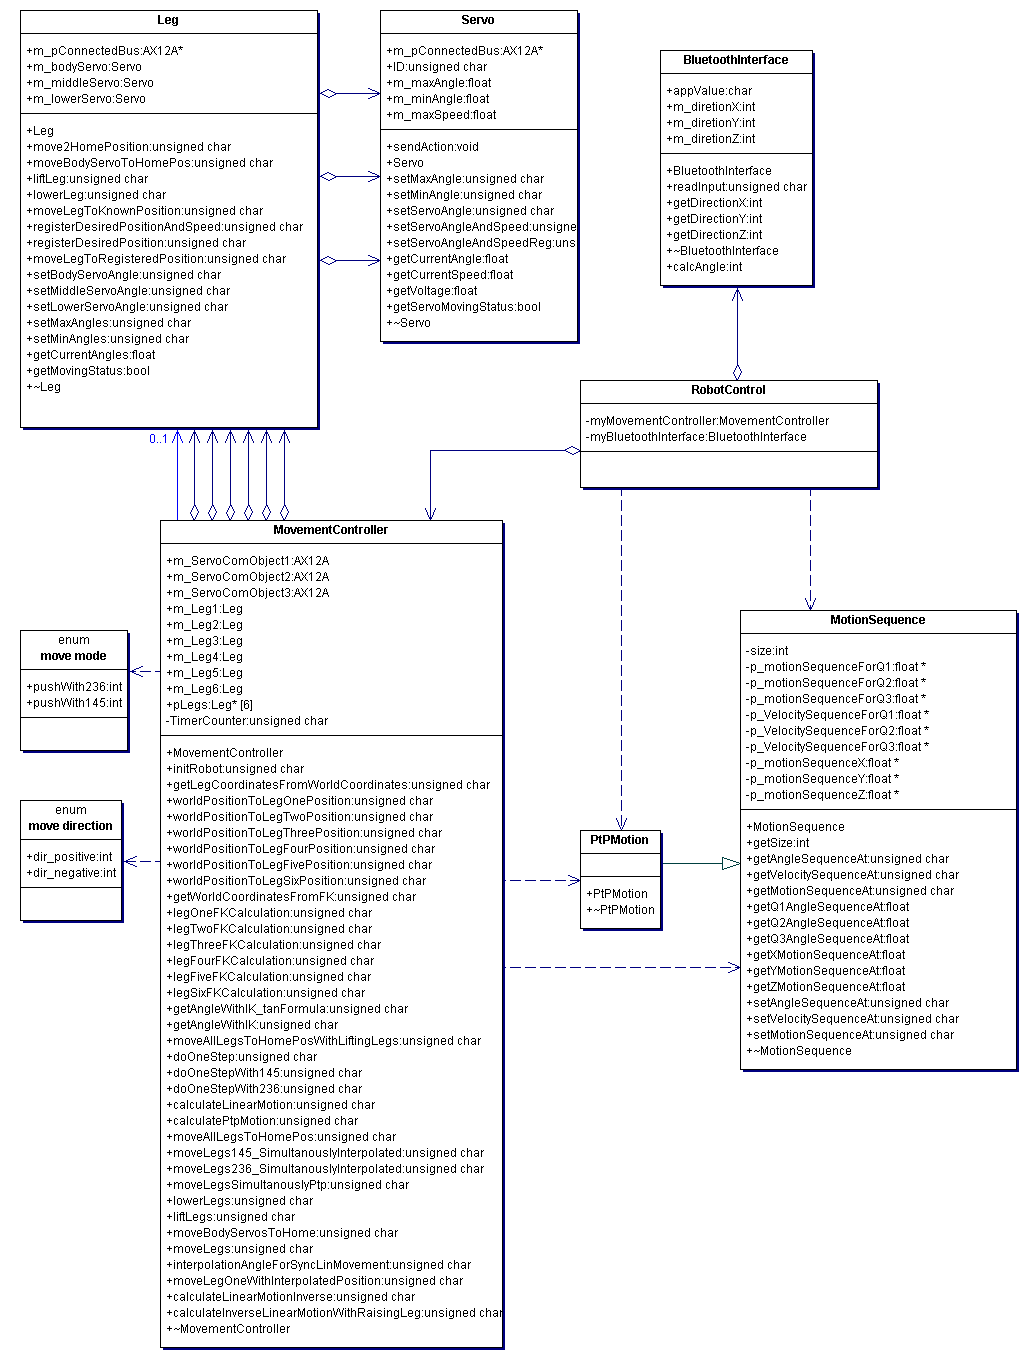 Leg
+m_pConnectedBus:AX12A*
+m_bodyServo:Servo
+m_middleServo:Servo
+m_lowerServo:Servo
+Leg
+move2HomePosition:unsigned char
+moveBodyServoToHomePos:unsigned char
+liftLeg:unsigned char
+lowerLeg:unsigned char
+moveLegToKnownPosition:unsigned char
+registerDesiredPositionAndSpeed:unsigned char
+registerDesiredPosition:unsigned char
+moveLegToRegisteredPosition:unsigned char
+setBodyServoAngle:unsigned char
+setMiddleServoAngle:unsigned char
+setLowerServoAngle:unsigned char
+setMaxAngles:unsigned char
+setMinAngles:unsigned char
+getCurrentAngles:float
+getMovingStatus:bool
+~Leg
Servo
+m_pConnectedBus:AX12A*
+ID:unsigned char
+m_maxAngle:float
+m_minAngle:float
+m_maxSpeed:float
+sendAction:void
+Servo
+setMaxAngle:unsigned char
+setMinAngle:unsigned char
+setServoAngle:unsigned char
+setServoAngleAndSpeed:unsigne
+setServoAngleAndSpeedReg:uns
+getCurrentAngle:float
+getCurrentSpeed:float
+getVoltage:float
+getServoMovingStatus:bool
+~Servo
BluetoothInterface
+appValue:char
+m_diretionX:int
+m_diretionY:int
+m_diretionZ:int
+BluetoothInterface
+readInput:unsigned char
+getDirectionX:int
+getDirectionY:int
+getDirectionZ:int
+~BluetoothInterface
+calcAngle:int
RobotControl
-myMovementController:MovementController
-myBluetoothInterface:BluetoothInterface
0..1
MovementController
+m_ServoComObject1:AX12A
+m_ServoComObject2:AX12A
+m_ServoComObject3:AX12A
+m_Leg1:Leg
+m_Leg2:Leg
+m_Leg3:Leg
+m_Leg4:Leg
+m_Leg5:Leg
+m_Leg6:Leg
+pLegs:Leg* [6]
-TimerCounter:unsigned char
+MovementController
+initRobot:unsigned char
+getLegCoordinatesFromWorldCoordinates:unsigned char
+worldPositionToLegOnePosition:unsigned char
+worldPositionToLegTwoPosition:unsigned char
+worldPositionToLegThreePosition:unsigned char
+worldPositionToLegFourPosition:unsigned char
+worldPositionToLegFivePosition:unsigned char
+worldPositionToLegSixPosition:unsigned char
+getWorldCoordinatesFromFK:unsigned char
+legOneFKCalculation:unsigned char
+legTwoFKCalculation:unsigned char
+legThreeFKCalculation:unsigned char
+legFourFKCalculation:unsigned char
+legFiveFKCalculation:unsigned char
+legSixFKCalculation:unsigned char
+getAngleWithIK_tanFormula:unsigned char
+getAngleWithIK:unsigned char
+moveAllLegsToHomePosWithLiftingLegs:unsigned char
+doOneStep:unsigned char
+doOneStepWith145:unsigned char
+doOneStepWith236:unsigned char
+calculateLinearMotion:unsigned char
+calculatePtpMotion:unsigned char
+moveAllLegsToHomePos:unsigned char
+moveLegs145_SimultanouslyInterpolated:unsigned char
+moveLegs236_SimultanouslyInterpolated:unsigned char
+moveLegsSimultanouslyPtp:unsigned char
+lowerLegs:unsigned char
+liftLegs:unsigned char
+moveBodyServosToHome:unsigned char
+moveLegs:unsigned char
+interpolationAngleForSyncLinMovement:unsigned char
+moveLegOneWithInterpolatedPosition:unsigned char
+calculateLinearMotionInverse:unsigned char
+calculateInverseLinearMotionWithRaisingLeg:unsigned char
+~MovementController
enum
move mode
+pushWith236:int
+pushWith145:int
enum
move direction
+dir_positive:int
+dir_negative:int
PtPMotion
+PtPMotion
+~PtPMotion
MotionSequence
-size:int
-p_motionSequenceForQ1:float *
-p_motionSequenceForQ2:float *
-p_motionSequenceForQ3:float *
-p_VelocitySequenceForQ1:float *
-p_VelocitySequenceForQ2:float *
-p_VelocitySequenceForQ3:float *
-p_motionSequenceX:float *
-p_motionSequenceY:float *
-p_motionSequenceZ:float *
+MotionSequence
+getSize:int
+getAngleSequenceAt:unsigned char
+getVelocitySequenceAt:unsigned char
+getMotionSequenceAt:unsigned char
+getQ1AngleSequenceAt:float
+getQ2AngleSequenceAt:float
+getQ3AngleSequenceAt:float
+getXMotionSequenceAt:float
+getYMotionSequenceAt:float
+getZMotionSequenceAt:float
+setAngleSequenceAt:unsigned char
+setVelocitySequenceAt:unsigned char
+setMotionSequenceAt:unsigned char
+~MotionSequence